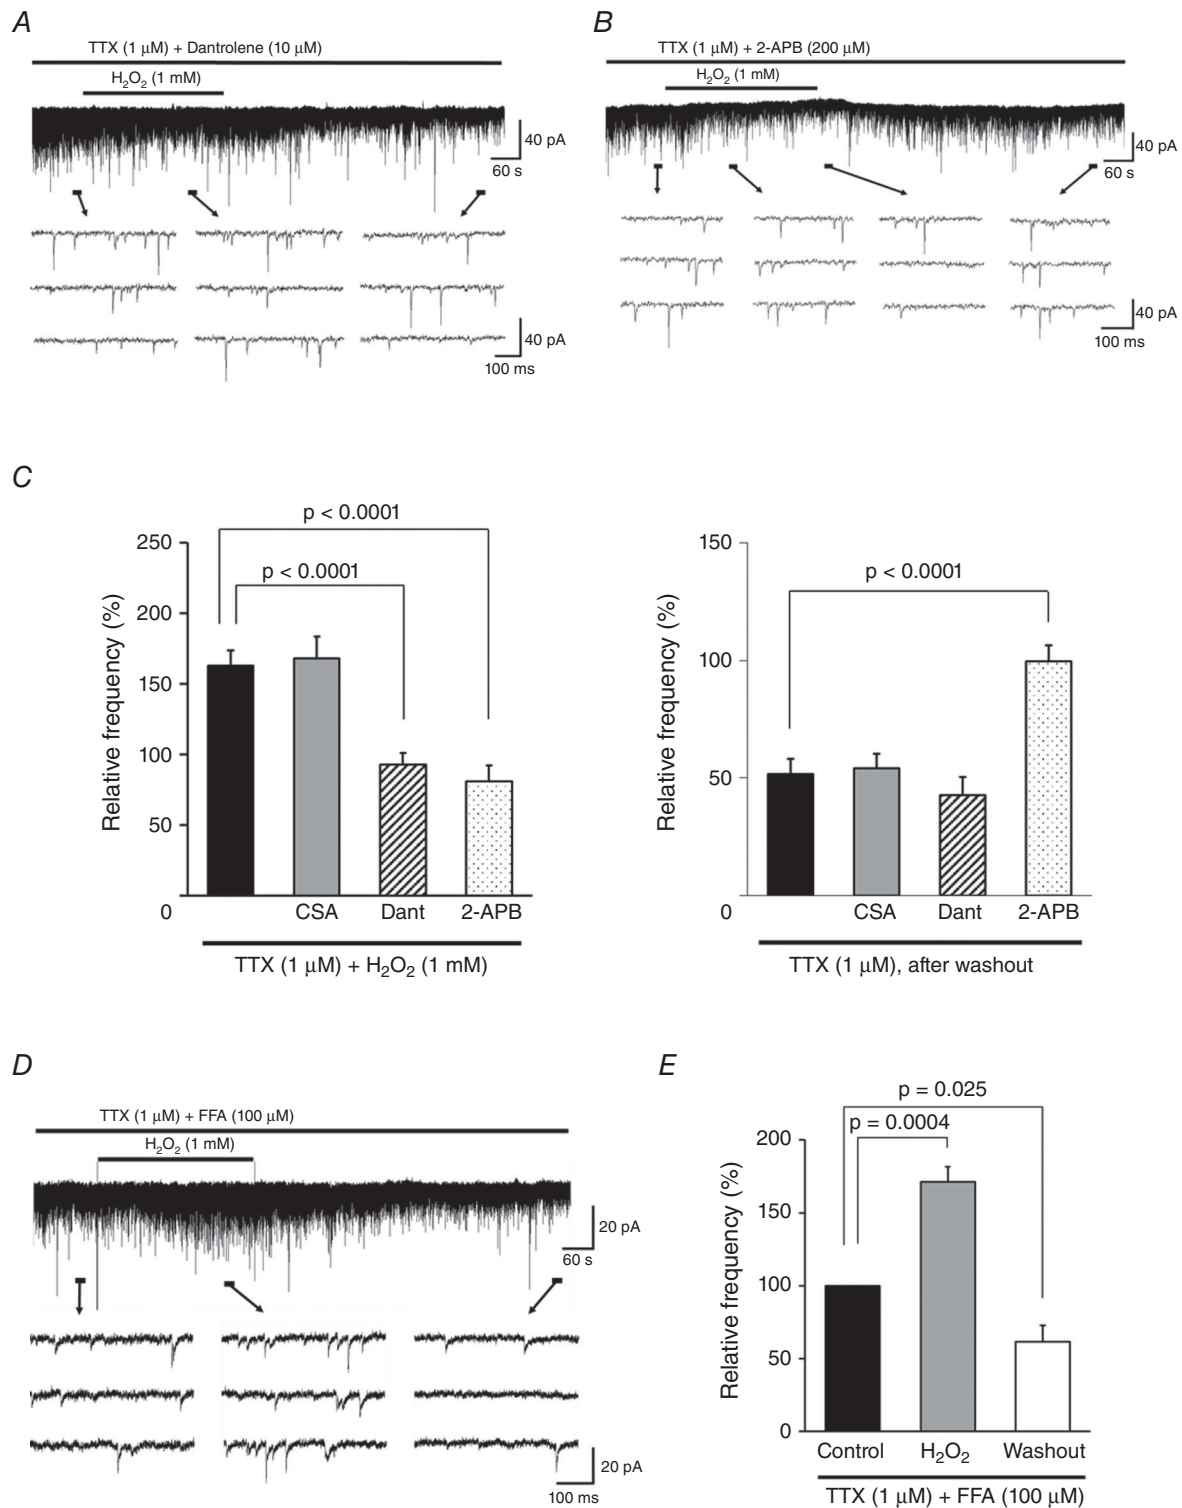 A
TTX (1 μM) + Dantrolene (10 μM)
H₂O₂ (1 mM)
40 pA
60 s
40 pA
100 ms
B
TTX (1 μM) + 2-APB (200 μM)
H₂O₂ (1 mM)
40 pA
60 s
40 pA
100 ms
C
p < 0.0001
p < 0.0001
Relative frequency (%)
250
200
150
100
50
0
CSA
Dant
2-APB
TTX (1 μM) + H₂O₂ (1 mM)
p < 0.0001
Relative frequency (%)
150
100
50
0
CSA
Dant
2-APB
TTX (1 μM), after washout
D
TTX (1 μM) + FFA (100 μM)
H₂O₂ (1 mM)
20 pA
60 s
20 pA
100 ms
E
p = 0.025
p = 0.0004
Relative frequency (%)
200
150
100
50
0
Control
H₂O₂
Washout
TTX (1 μM) + FFA (100 μM)